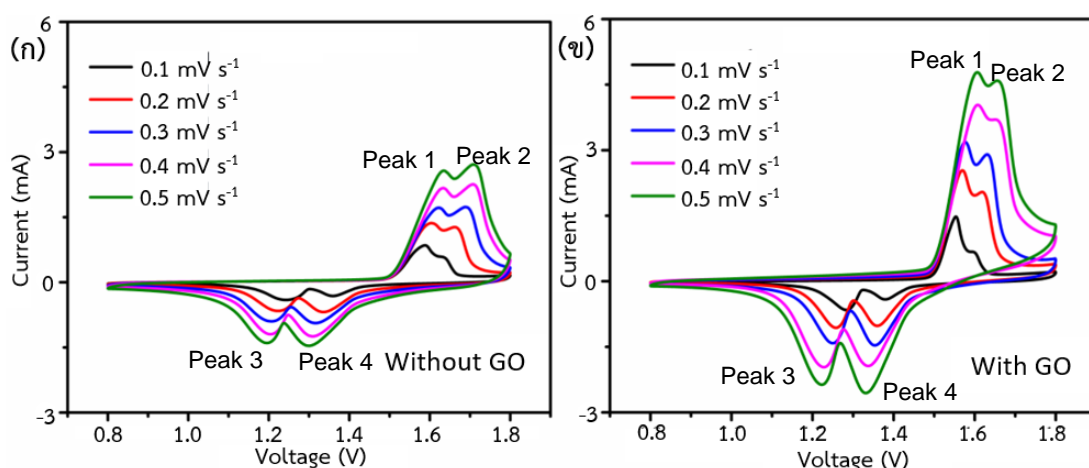 (ก)
6
3
0
-3
Current (mA)
0.1 mV s⁻¹
0.2 mV s⁻¹
0.3 mV s⁻¹
0.4 mV s⁻¹
0.5 mV s⁻¹
Peak 1
Peak 2
Peak 3
Peak 4
Without GO
0.8 1.0 1.2 1.4 1.6 1.8
Voltage (V)
(ข)
6
3
0
-3
Current (mA)
0.1 mV s⁻¹
0.2 mV s⁻¹
0.3 mV s⁻¹
0.4 mV s⁻¹
0.5 mV s⁻¹
Peak 1
Peak 2
Peak 3
Peak 4
With GO
0.8 1.0 1.2 1.4 1.6 1.8
Voltage (V)